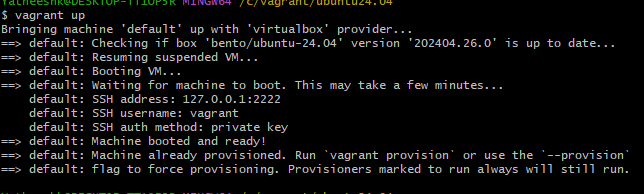 Yatheeshk@DESKTOP-TT1OP5R MINGW64 /c/vagrant/ubuntu24.04
$ vagrant up
Bringing machine 'default' up with 'virtualbox' provider...
==> default: Checking if box 'bento/ubuntu-24.04' version '202404.26.0' is up to date...
==> default: Resuming suspended VM...
==> default: Booting VM...
==> default: Waiting for machine to boot. This may take a few minutes...
default: SSH address: 127.0.0.1:2222
default: SSH username: vagrant
default: SSH auth method: private key
==> default: Machine booted and ready!
==> default: Machine already provisioned. Run `vagrant provision` or use the `--provision`
==> default: flag to force provisioning. Provisioners marked to run always will still run.